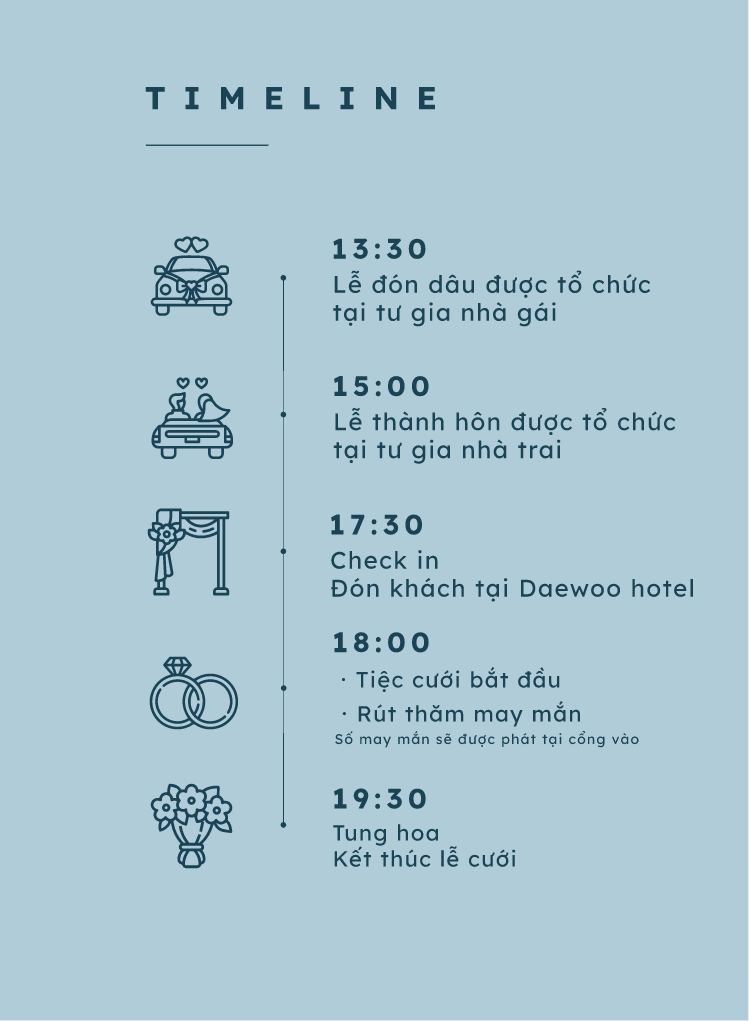 TIMELINE
13:30
Lễ đón dâu được tổ chức
tại tư gia nhà gái
15:00
Lễ thành hôn được tổ chức
tại tư gia nhà trai
17:30
Check in
Đón khách tại Daewoo hotel
18:00
· Tiệc cưới bắt đầu
· Rút thăm may mắn
Số may mắn sẽ được phát tại cổng vào
19:30
Tung hoa
Kết thúc lễ cưới